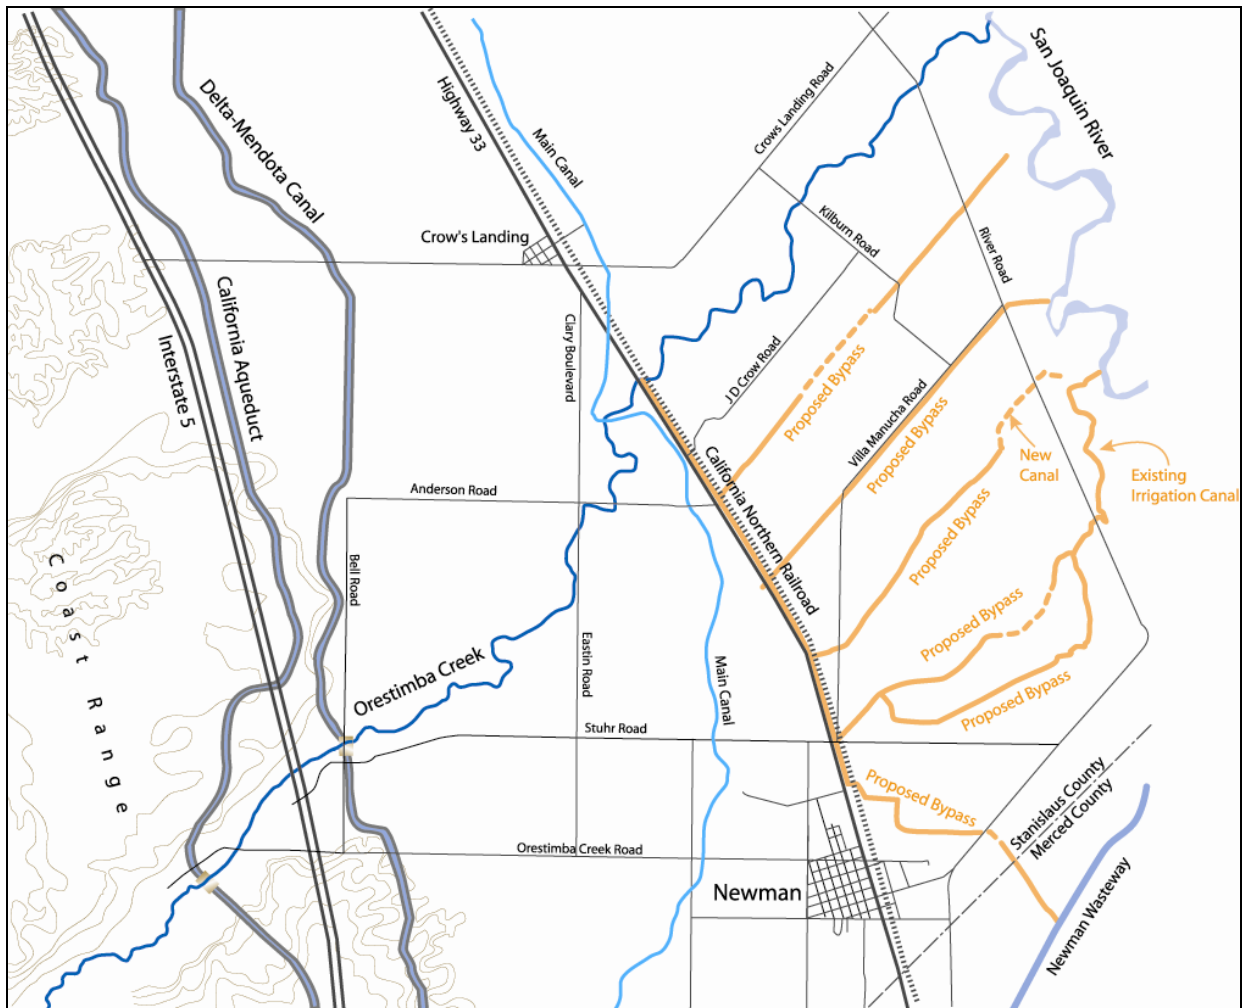 San Joaquin River
Delta-Mendota Canal
Highway 33
Main Canal
Crows Landing Road
Kilburn Road
River Road
Crow's Landing
California Aqueduct
Interstate 5
Clary Boulevard
J D Crow Road
Proposed Bypass
Villa Manucha Road
Proposed Bypass
New
Canal
Existing
Irrigation Canal
California Northern Railroad
Anderson Road
Proposed Bypass
Bell Road
Coast Range
Proposed Bypass
Orestimba Creek
Eastin Road
Main Canal
Proposed Bypass
Stuhr Road
Proposed Bypass
Stanislaus County
Merced County
Orestimba Creek Road
Newman
Newman Wasteway